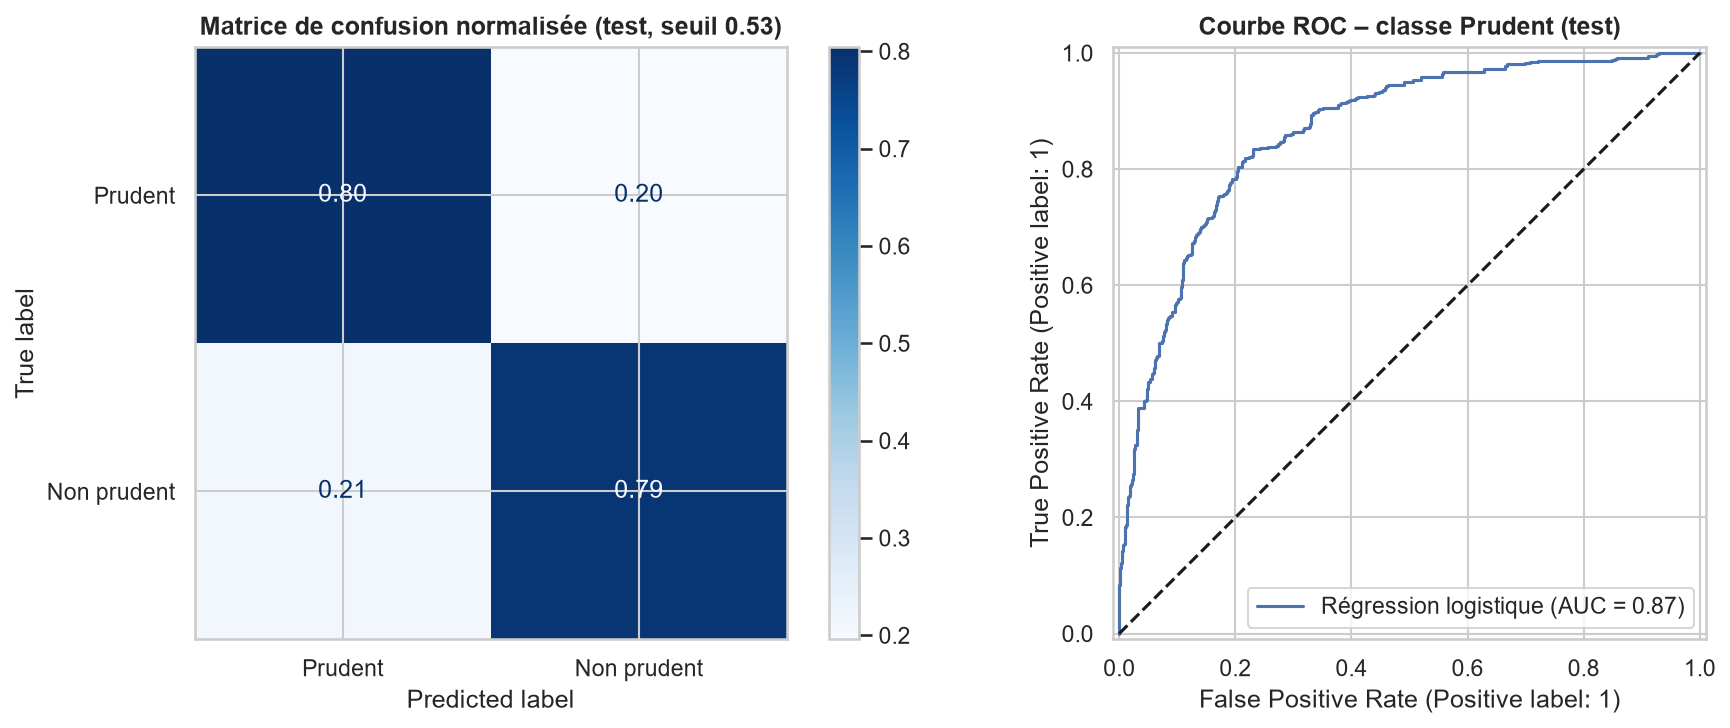 Matrice de confusion normalisée (test, seuil 0.53)
True label
Prudent
0.80
0.20
Non prudent
0.21
0.79
Prudent
Non prudent
Predicted label
0.8
0.7
0.6
0.5
0.4
0.3
0.2
Courbe ROC – classe Prudent (test)
True Positive Rate (Positive label: 1)
1.0
0.8
0.6
0.4
0.2
0.0
Régression logistique (AUC = 0.87)
0.0
0.2
0.4
0.6
0.8
1.0
False Positive Rate (Positive label: 1)